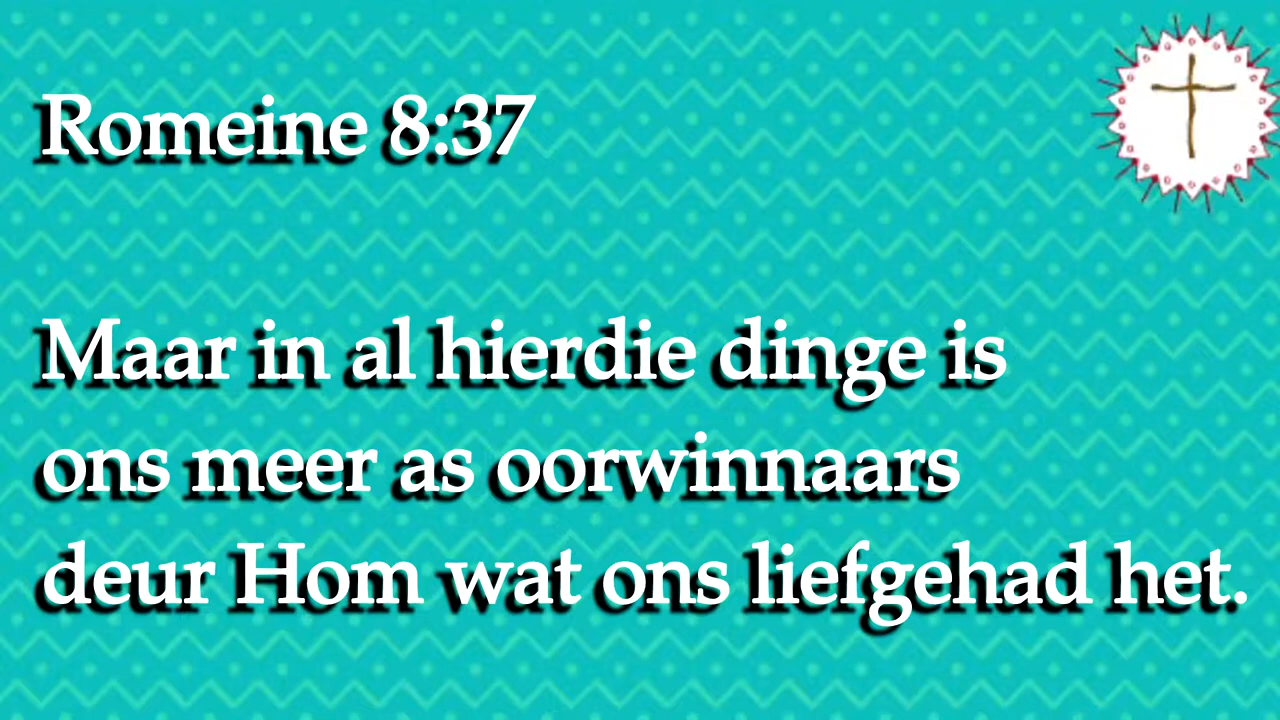 Romeine 8:37
Maar in al hierdie dinge is
ons meer as oorwinnaars
deur Hom wat ons liefgehad het.